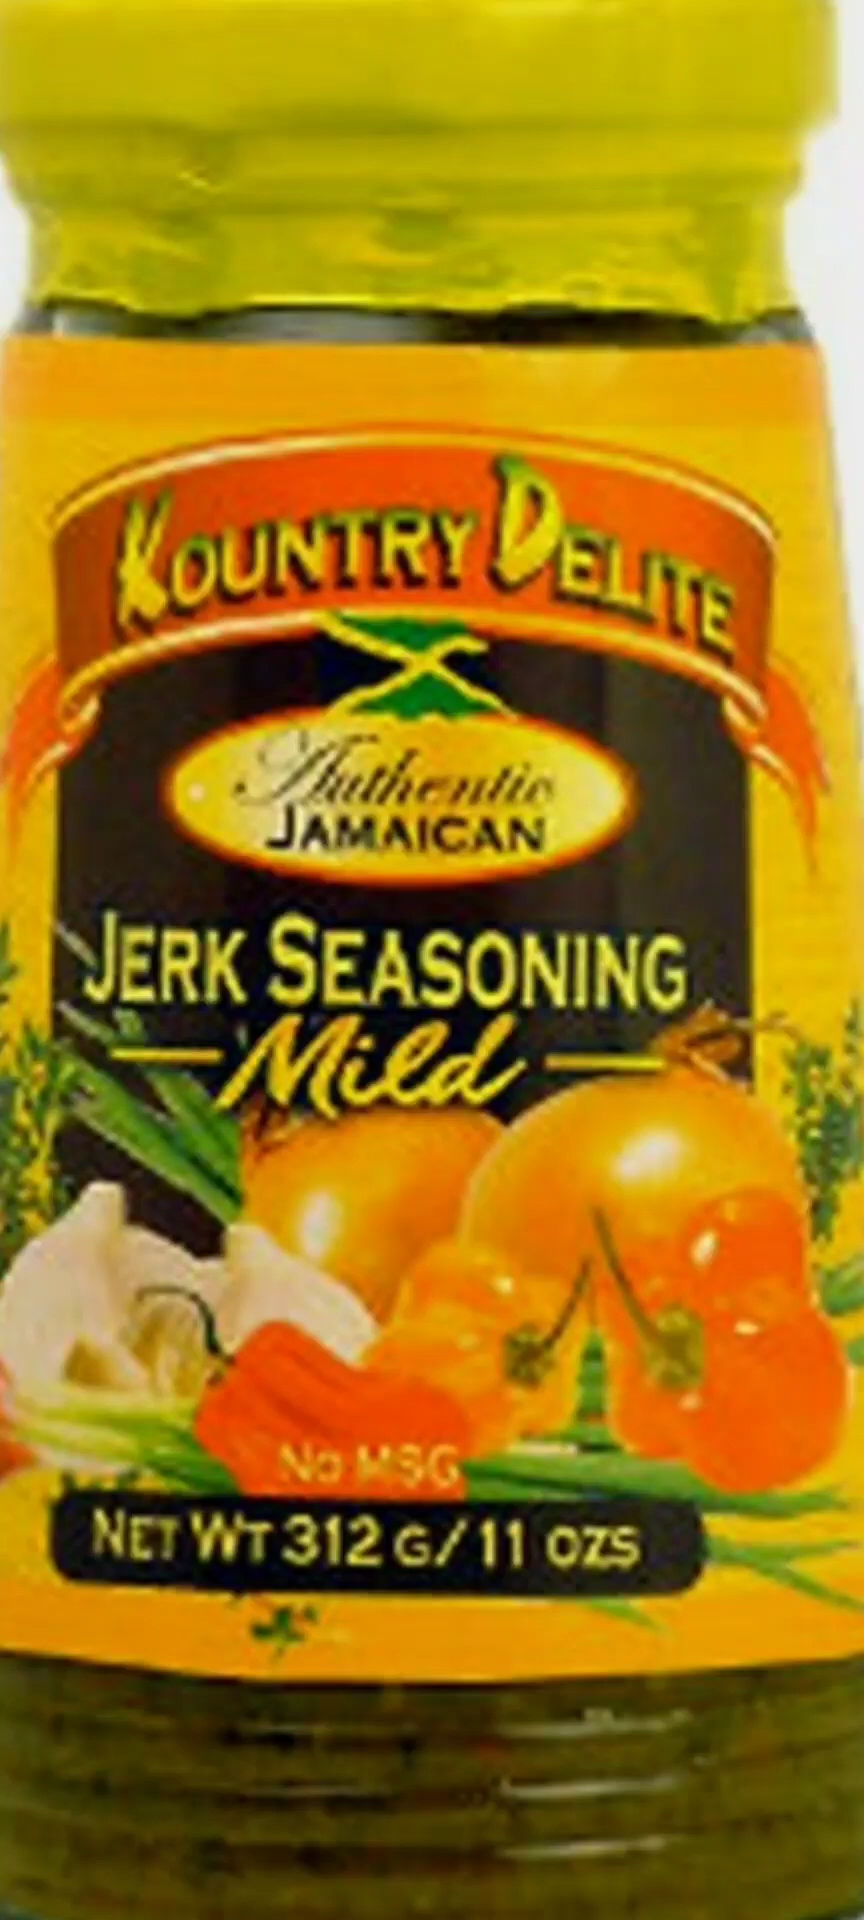 KOUNTRY DELITE
Authentic
JAMAICAN
JERK SEASONING
Mild
No MSG
NET WT 312 G/11 OZS